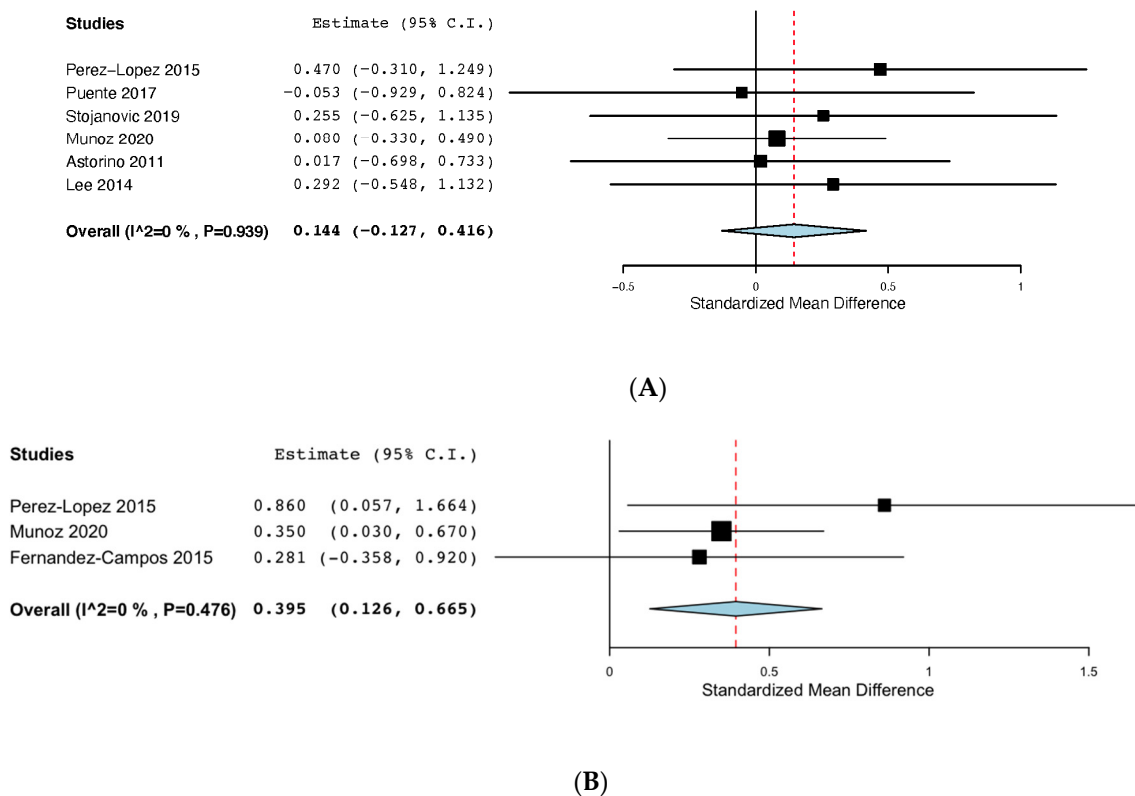 Studies Estimate (95% C.I.)
Perez–Lopez 2015 0.470 (−0.310, 1.249)
Puente 2017 −0.053 (−0.929, 0.824)
Stojanovic 2019 0.255 (−0.625, 1.135)
Munoz 2020 0.080 (−0.330, 0.490)
Astorino 2011 0.017 (−0.698, 0.733)
Lee 2014 0.292 (−0.548, 1.132)
Overall (I^2=0 % , P=0.939) 0.144 (−0.127, 0.416)
−0.5 0 0.5 1
Standardized Mean Difference
(A)
Studies Estimate (95% C.I.)
Perez-Lopez 2015 0.860 (0.057, 1.664)
Munoz 2020 0.350 (0.030, 0.670)
Fernandez-Campos 2015 0.281 (−0.358, 0.920)
Overall (I^2=0 % , P=0.476) 0.395 (0.126, 0.665)
0 0.5 1 1.5
Standardized Mean Difference
(B)